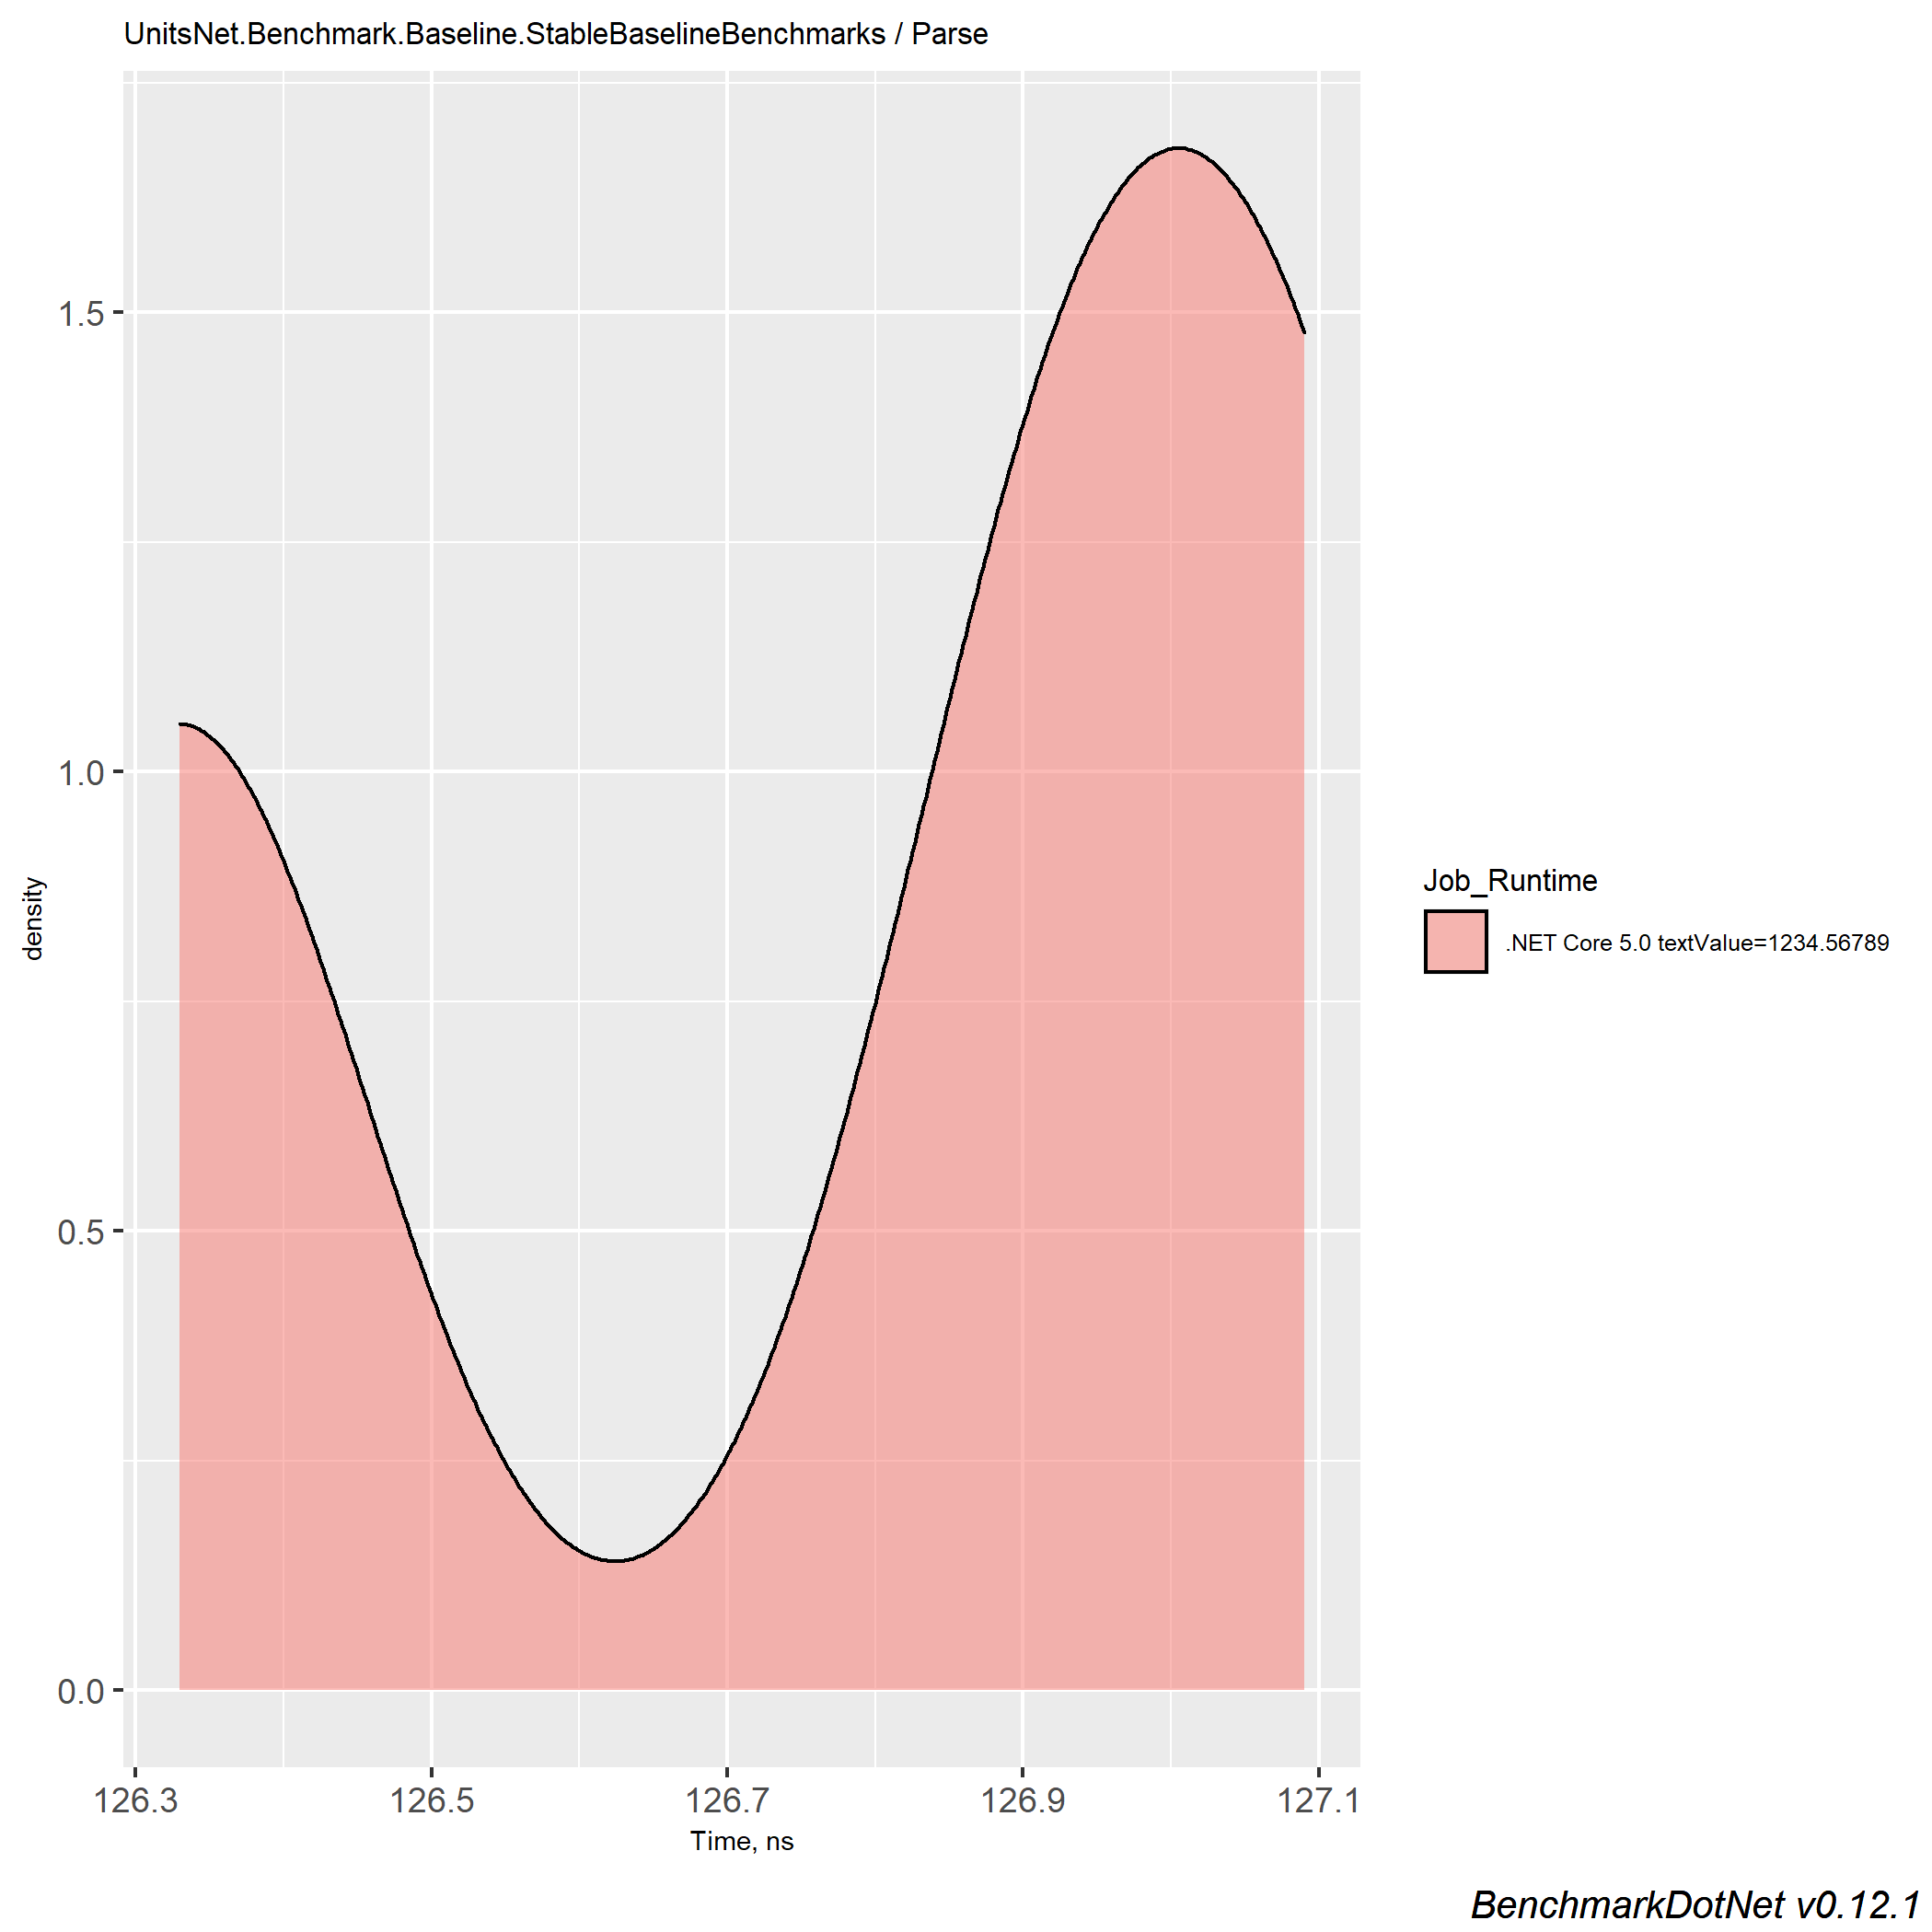 UnitsNet.Benchmark.Baseline.StableBaselineBenchmarks / Parse
1.5
1.0
0.5
0.0
density
126.3 126.5 126.7 126.9 127.1
Time, ns
Job_Runtime
.NET Core 5.0 textValue=1234.56789
BenchmarkDotNet v0.12.1